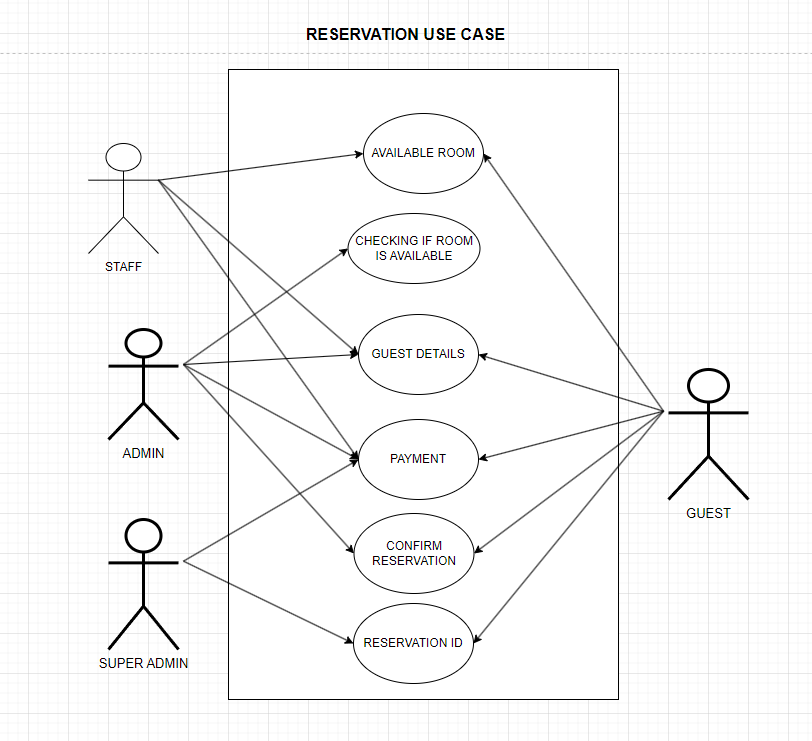 RESERVATION USE CASE
AVAILABLE ROOM
STAFF
CHECKING IF ROOM
IS AVAILABLE
GUEST DETAILS
ADMIN
PAYMENT
GUEST
CONFIRM
RESERVATION
SUPER ADMIN
RESERVATION ID